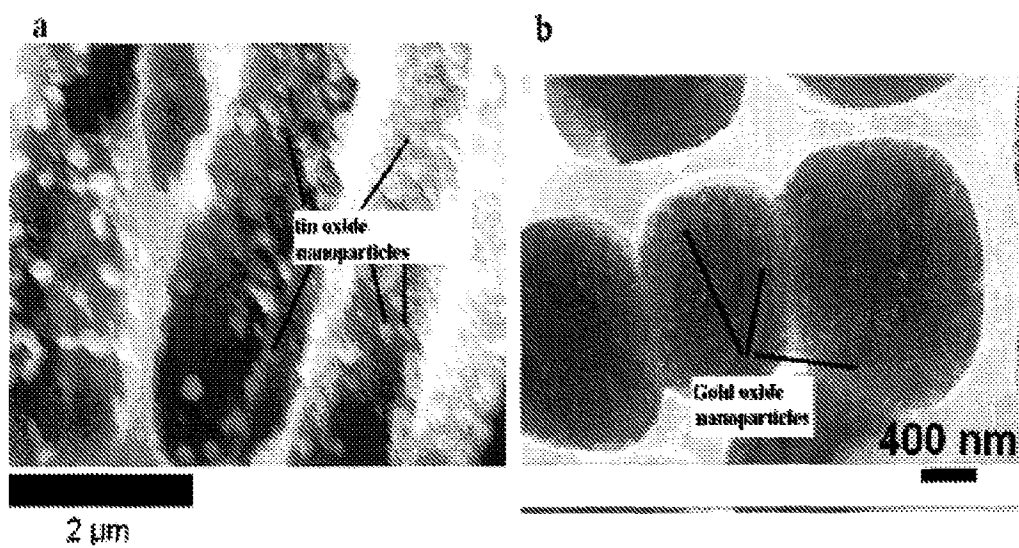 a
tin oxide
nanoparticles
2 μm
b
Gold oxide
nanoparticles
400 nm